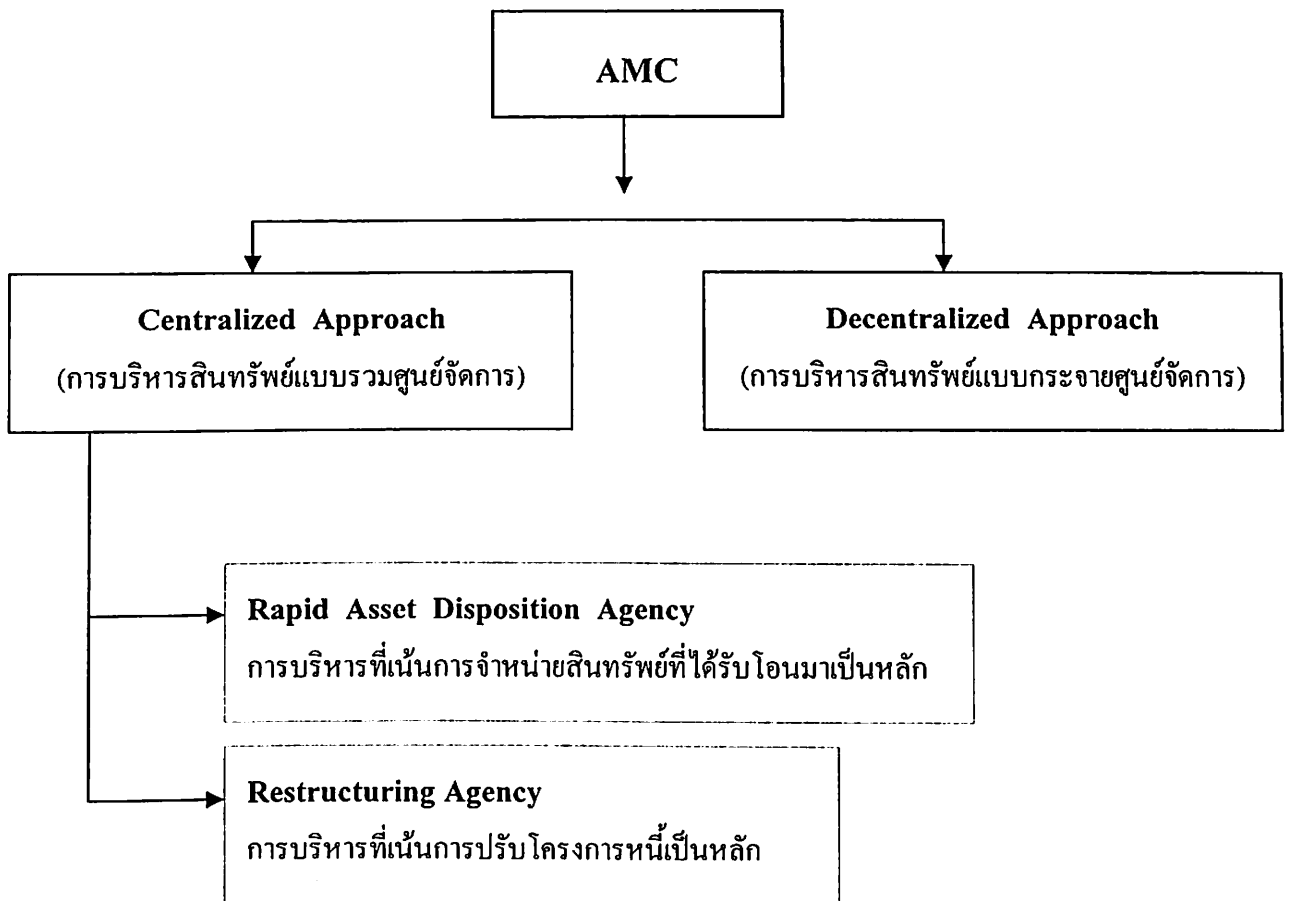 AMC
Centralized Approach
(การบริหารสินทรัพย์แบบรวมศูนย์จัดการ)
Decentralized Approach
(การบริหารสินทรัพย์แบบกระจายศูนย์จัดการ)
Rapid Asset Disposition Agency
การบริหารที่เน้นการจำหน่ายสินทรัพย์ที่ได้รับโอนมาเป็นหลัก
Restructuring Agency
การบริหารที่เน้นการปรับโครงการหนี้เป็นหลัก